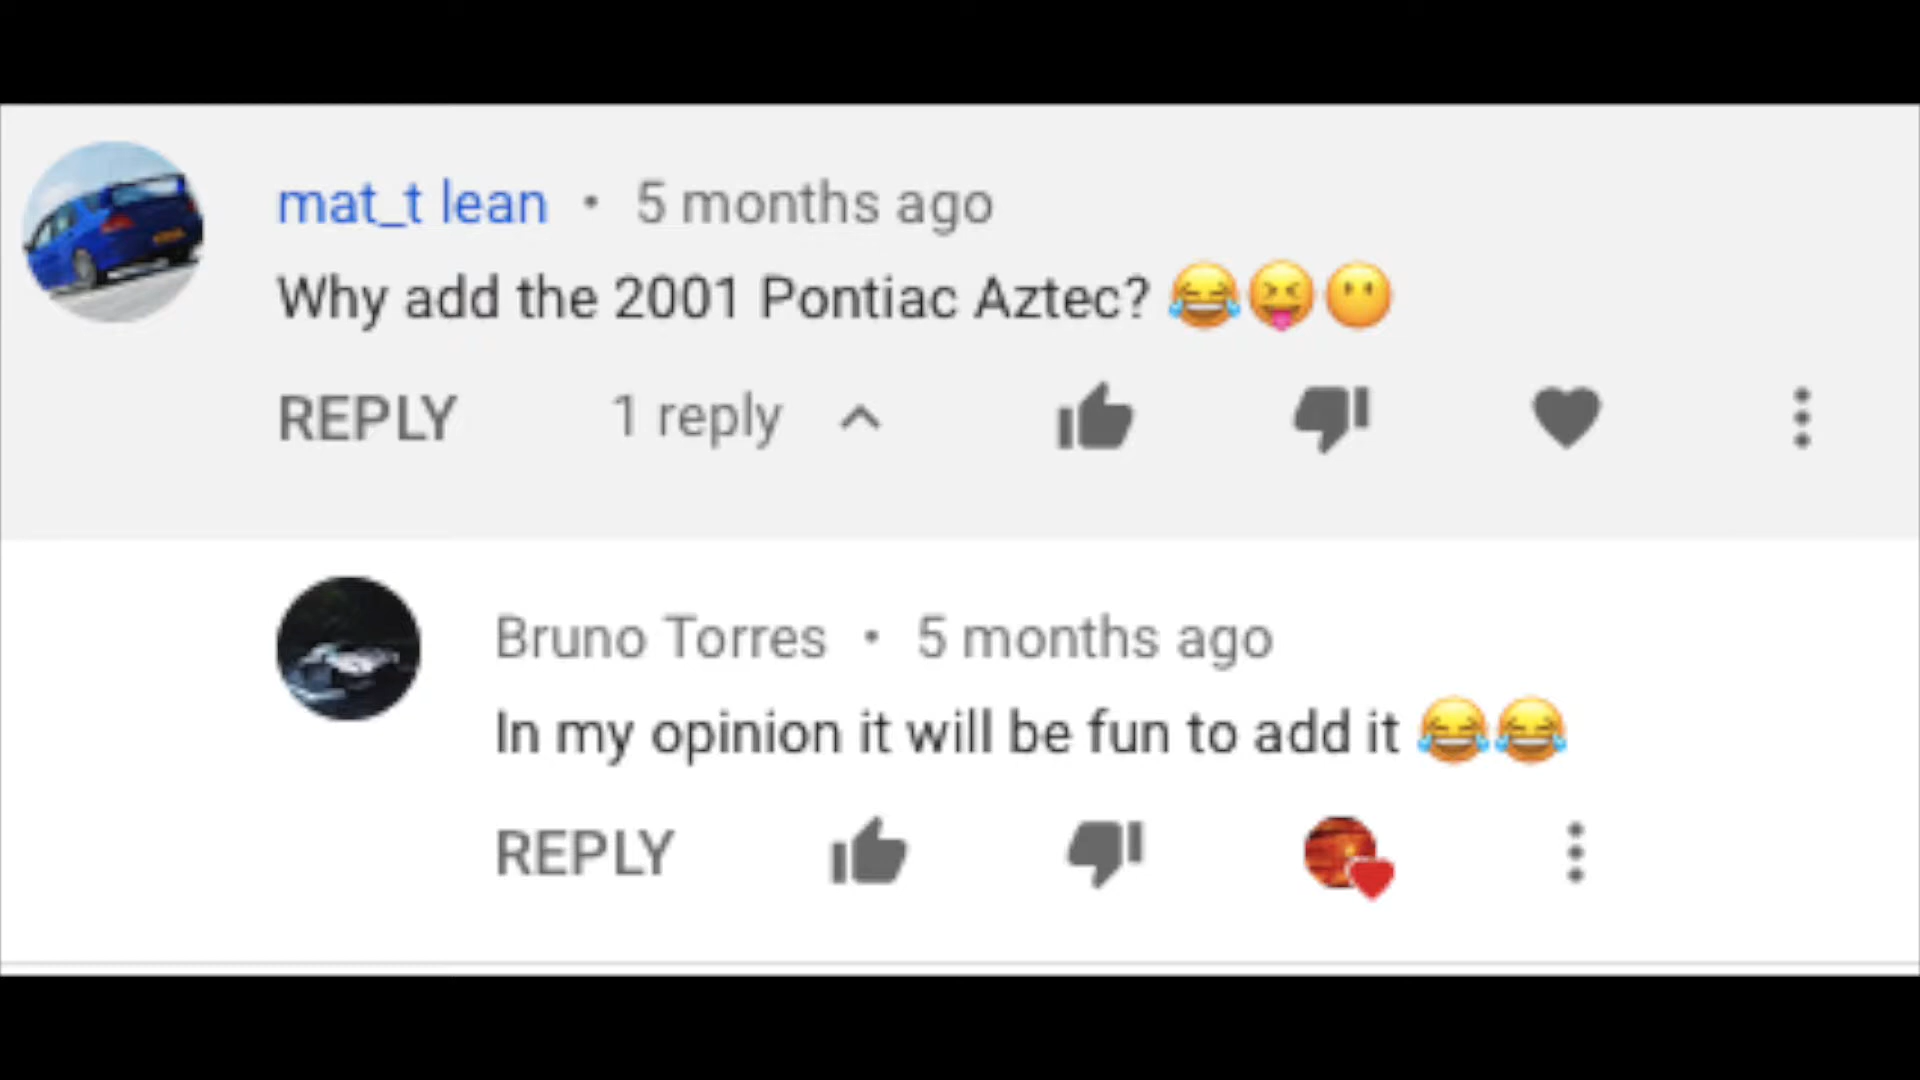 mat_t lean • 5 months ago
Why add the 2001 Pontiac Aztec? 😂😝😶
REPLY 1 reply
Bruno Torres • 5 months ago
In my opinion it will be fun to add it 😂😂
REPLY